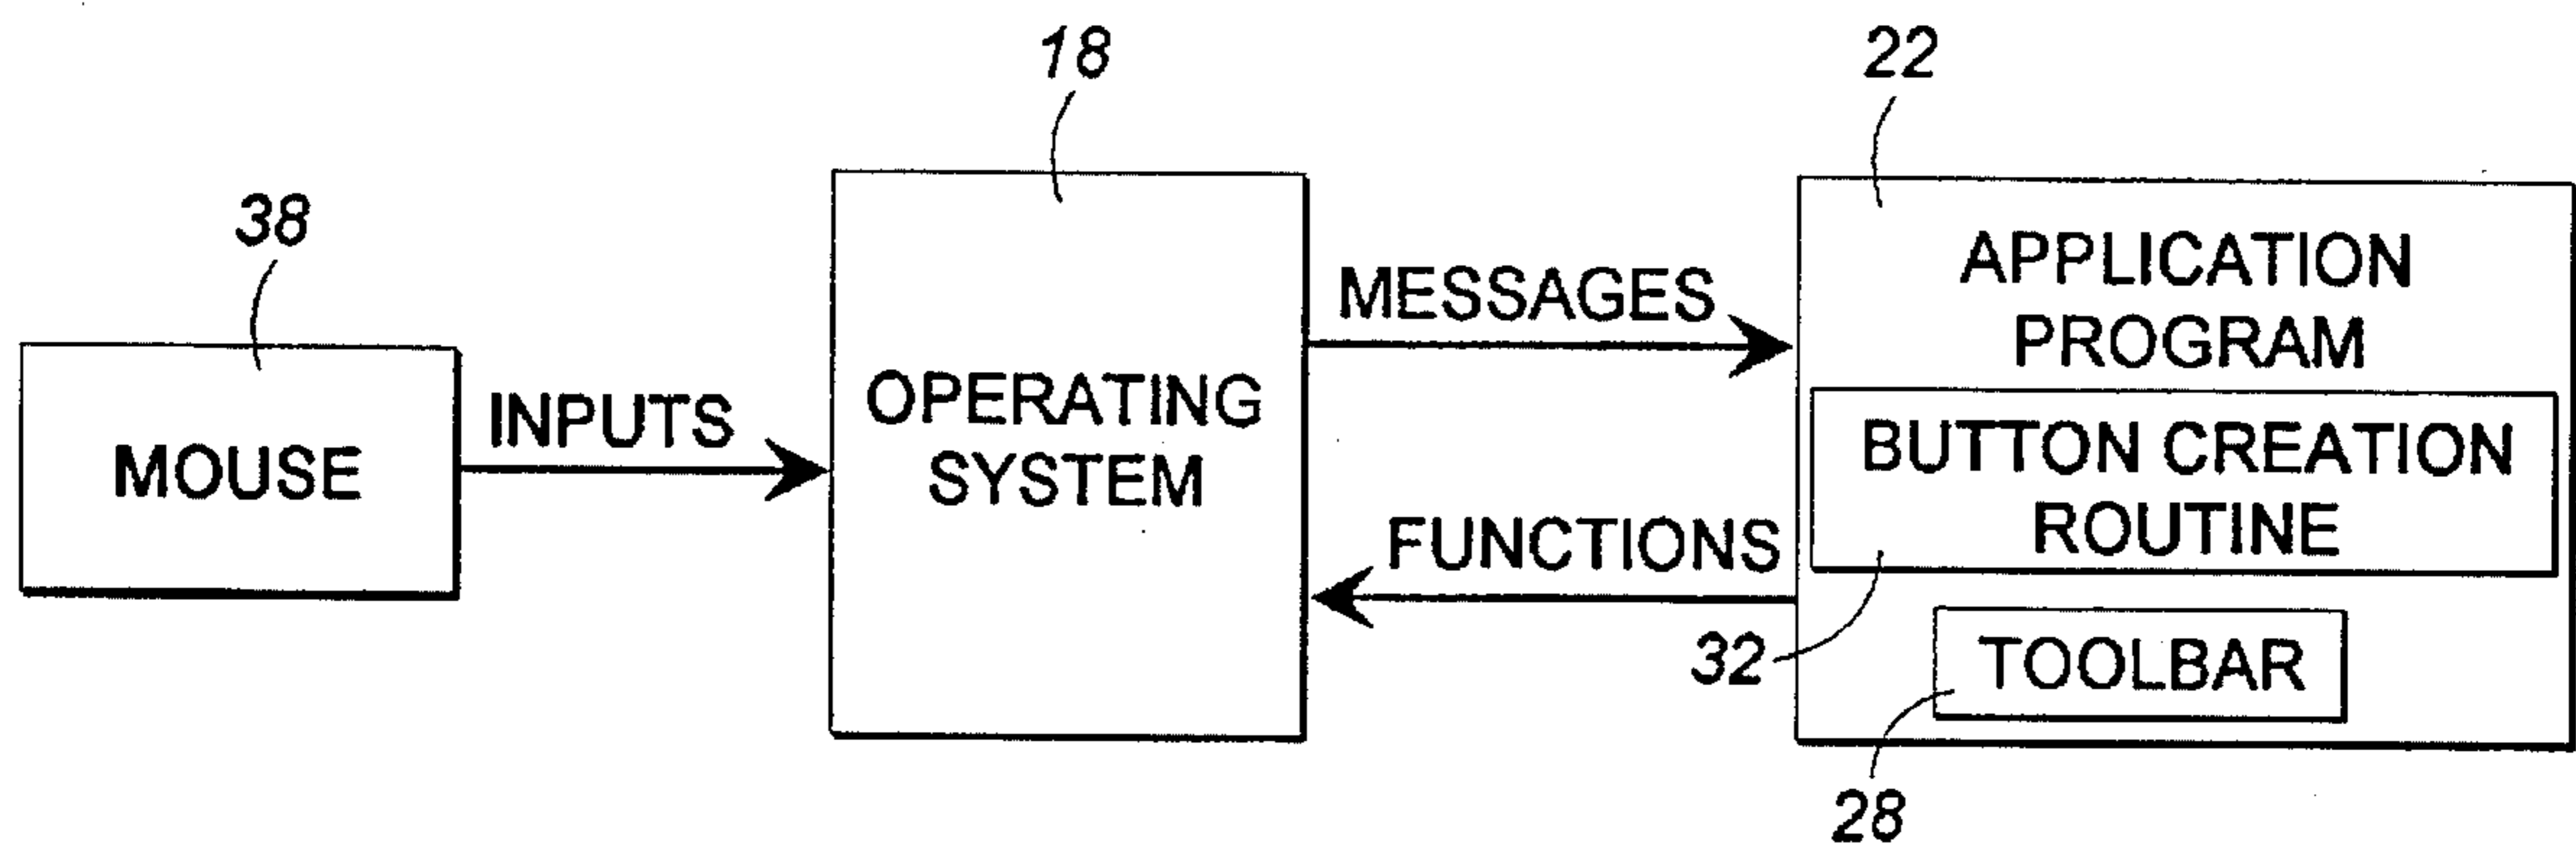 18
22
38
MOUSE
INPUTS
OPERATING
SYSTEM
MESSAGES
FUNCTIONS
APPLICATION
PROGRAM
BUTTON CREATION
ROUTINE
32
TOOLBAR
28